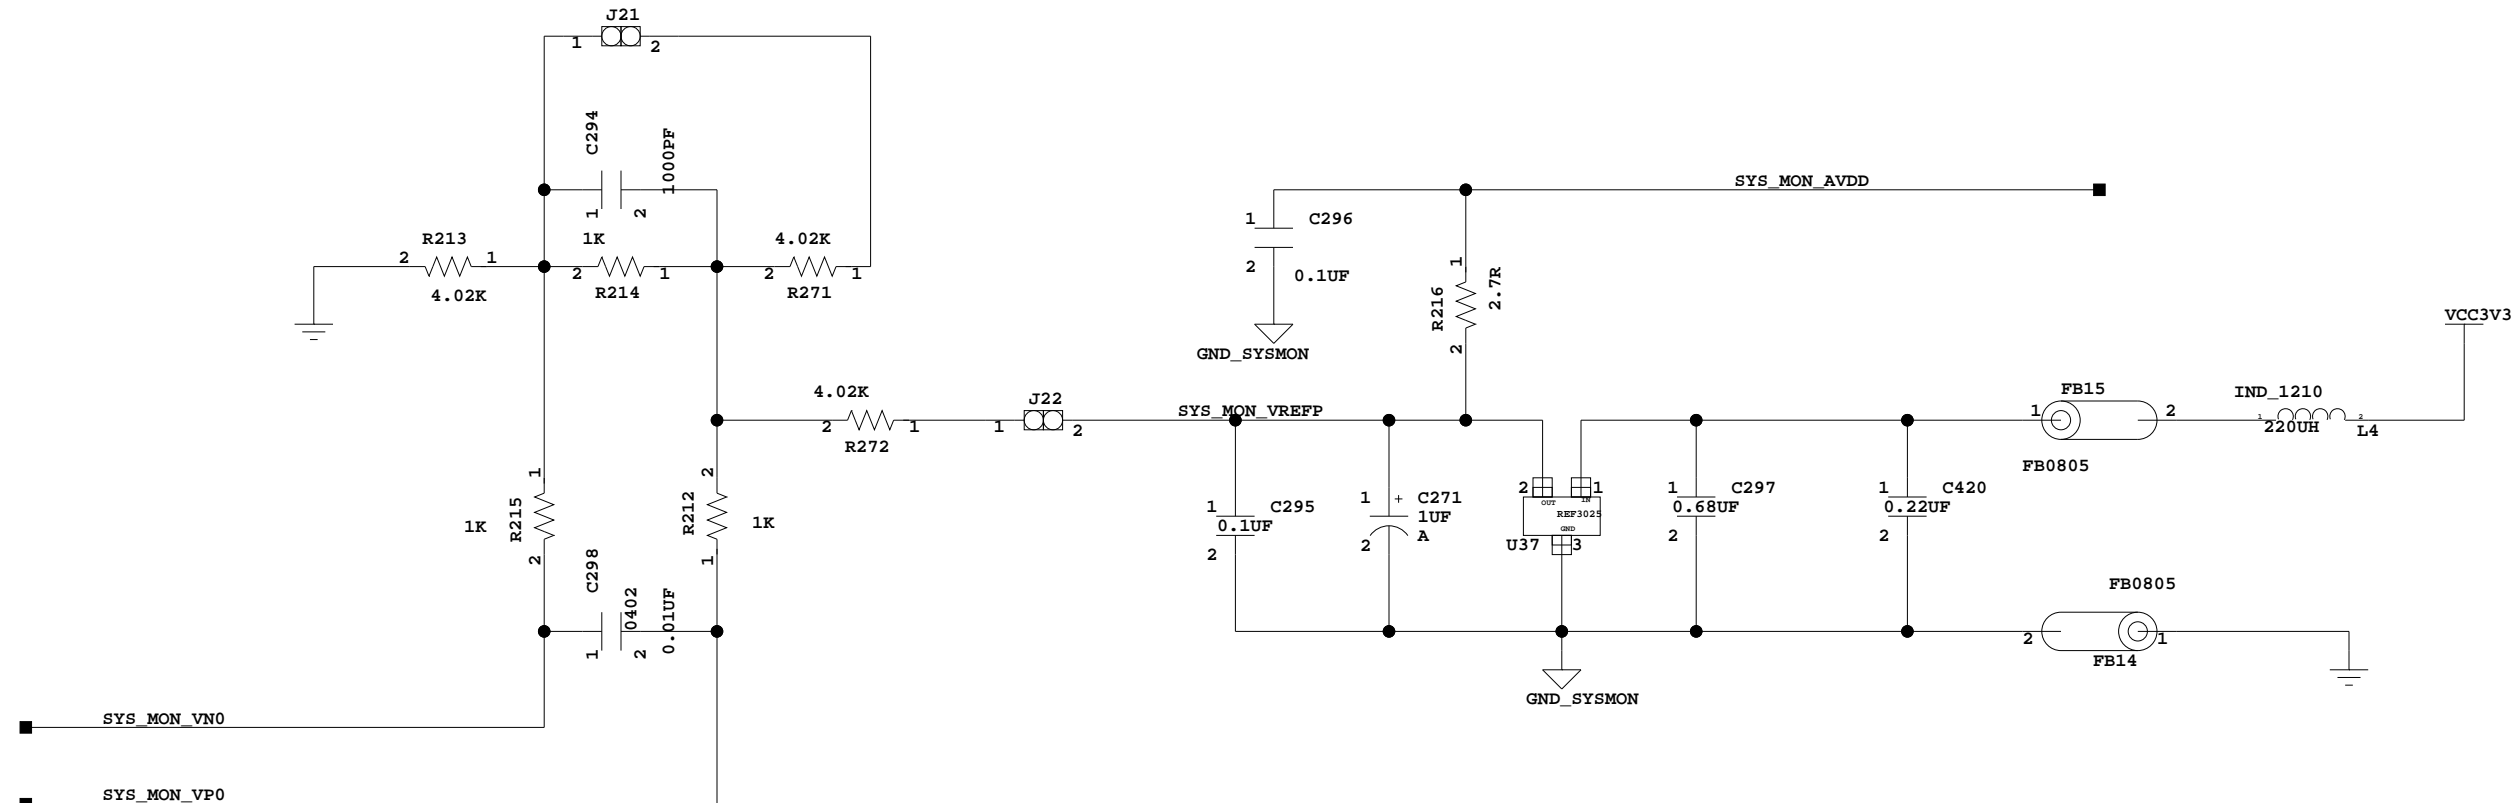 J21
1
2
C294
1000PF
1
2
R213
2
1
4.02K
1K
2
1
R214
4.02K
2
1
R271
SYS_MON_AVDD
1
C296
2
0.1UF
GND_SYSMON
1
R216
2.7R
2
VCC3V3
4.02K
2
1
R272
J22
1
2
SYS_MON_VREFP
FB15
1
2
FB0805
IND_1210
1
2
220UH
L4
1
R215
1K
2
2
R212
1K
1
C298
0402
0.01UF
1
2
1
C295
0.1UF
2
1
+
C271
1UF
A
2
2
1
OUT
IN
REF3025
GND
U37
3
1
C297
0.68UF
2
1
C420
0.22UF
2
FB0805
2
1
FB14
GND_SYSMON
SYS_MON_VN0
SYS_MON_VP0